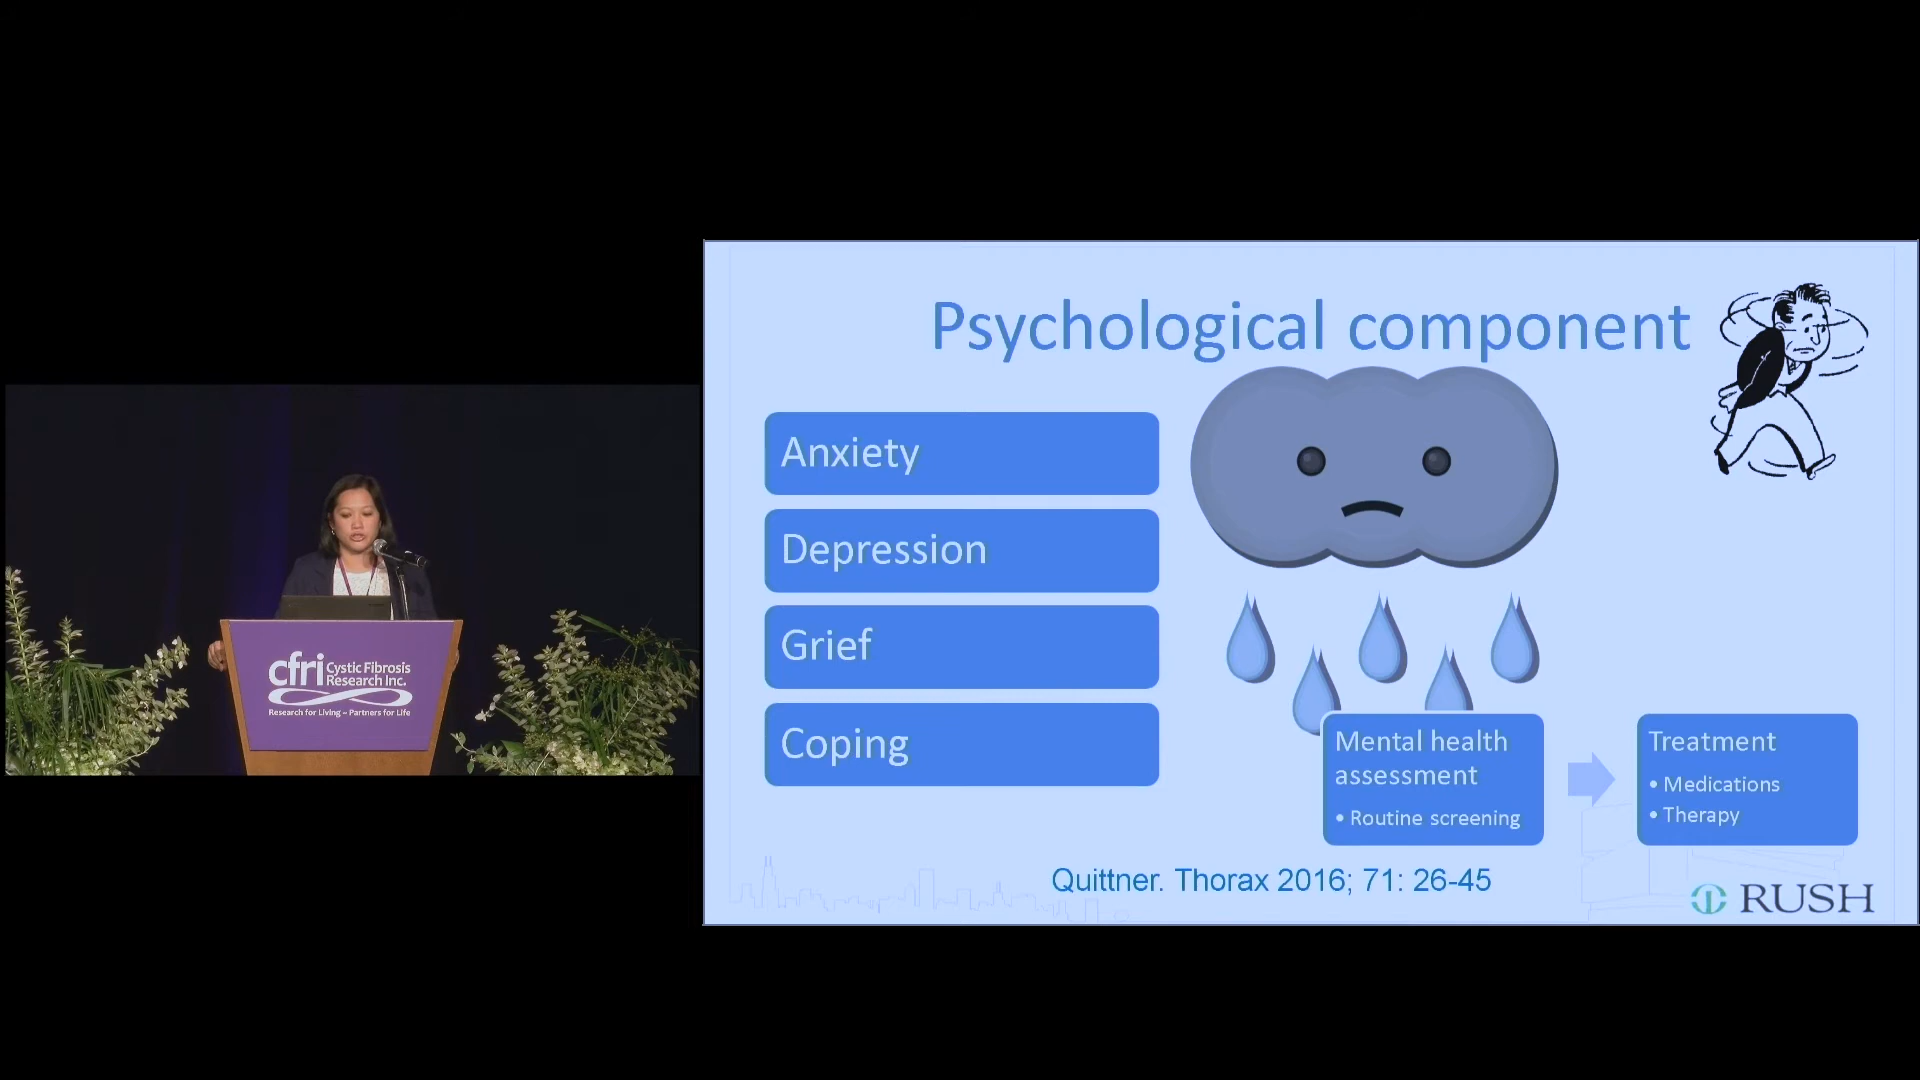 Psychological component
Anxiety
Depression
Grief
Coping
Mental health
assessment
• Routine screening
Treatment
• Medications
• Therapy
Quittner. Thorax 2016; 71: 26-45
RUSH
cfri Cystic Fibrosis
Research Inc.
Research for Living – Partners for Life